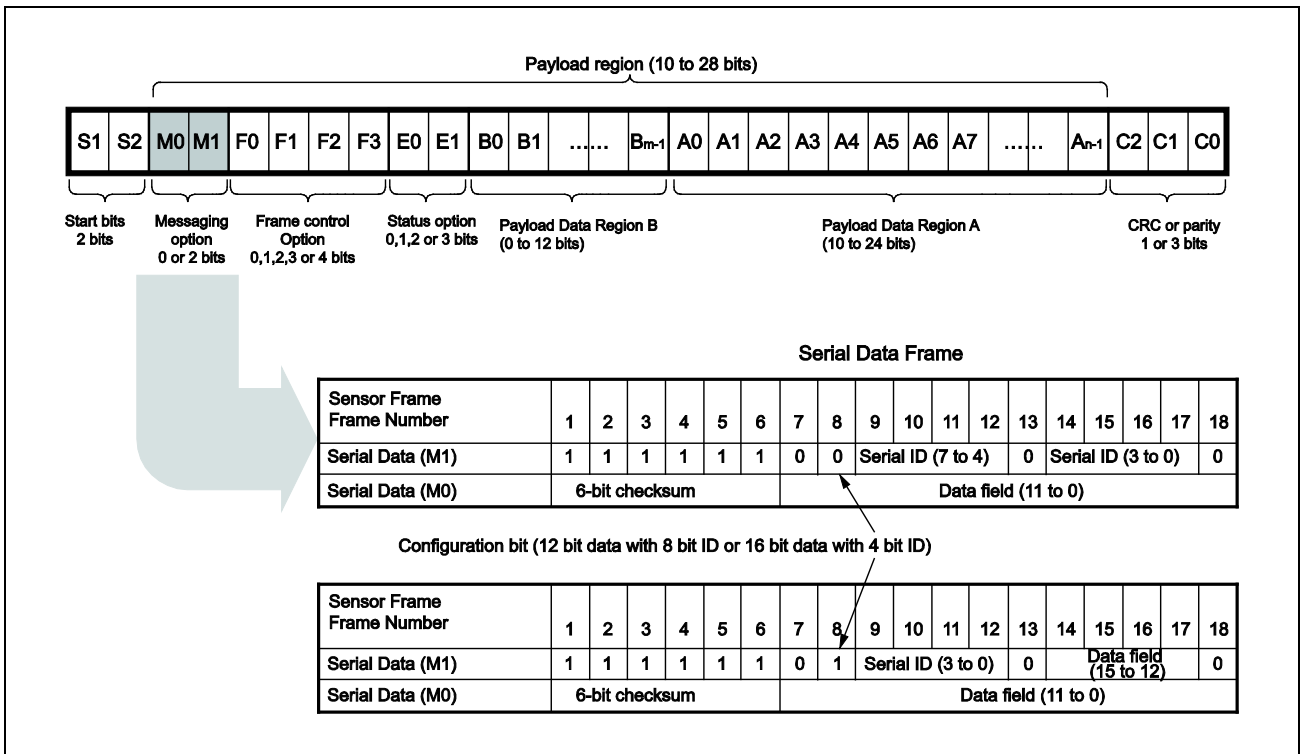 Payload region (10 to 28 bits)
S1 S2 M0 M1 F0 F1 F2 F3 E0 E1 B0 B1 ...... Bm-1 A0 A1 A2 A3 A4 A5 A6 A7 ...... An-1 C2 C1 C0
Start bits
2 bits
Messaging
option
0 or 2 bits
Frame control
Option
0,1,2,3 or 4 bits
Status option
0,1,2 or 3 bits
Payload Data Region B
(0 to 12 bits)
Payload Data Region A
(10 to 24 bits)
CRC or parity
1 or 3 bits
Serial Data Frame
Sensor Frame
Frame Number 1 2 3 4 5 6 7 8 9 10 11 12 13 14 15 16 17 18
Serial Data (M1) 1 1 1 1 1 1 0 0 Serial ID (7 to 4) 0 Serial ID (3 to 0) 0
Serial Data (M0) 6-bit checksum Data field (11 to 0)
Configuration bit (12 bit data with 8 bit ID or 16 bit data with 4 bit ID)
Sensor Frame
Frame Number 1 2 3 4 5 6 7 8 9 10 11 12 13 14 15 16 17 18
Serial Data (M1) 1 1 1 1 1 1 0 1 Serial ID (3 to 0) 0 Data field (15 to 12) 0
Serial Data (M0) 6-bit checksum Data field (11 to 0)